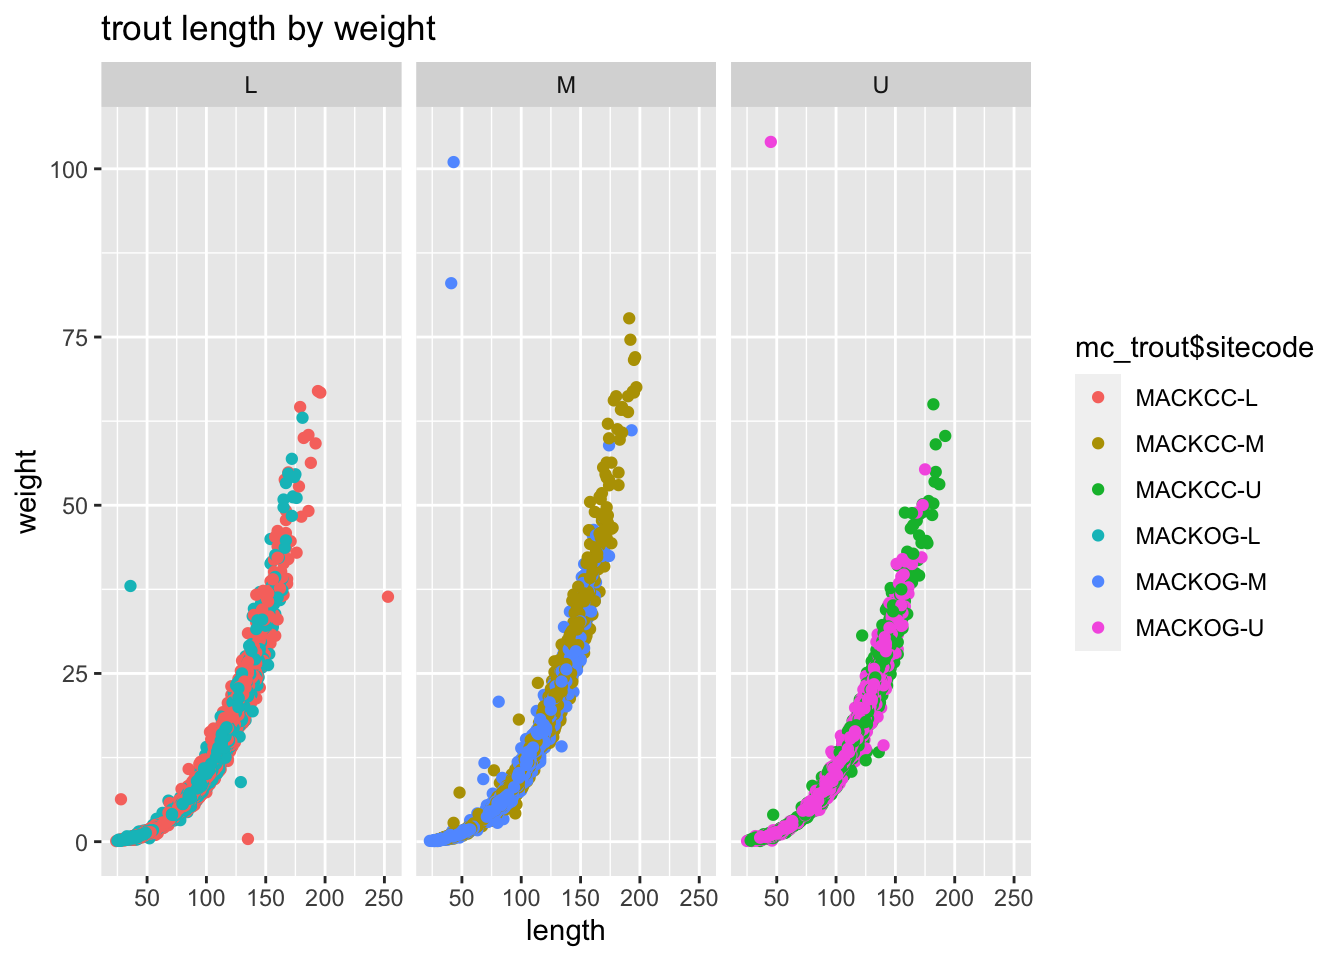 trout length by weight
L M U
100
75
50
25
0
weight
50 100 150 200 250 50 100 150 200 250 50 100 150 200 250
length
mc_trout$sitecode
MACKCC-L
MACKCC-M
MACKCC-U
MACKOG-L
MACKOG-M
MACKOG-U